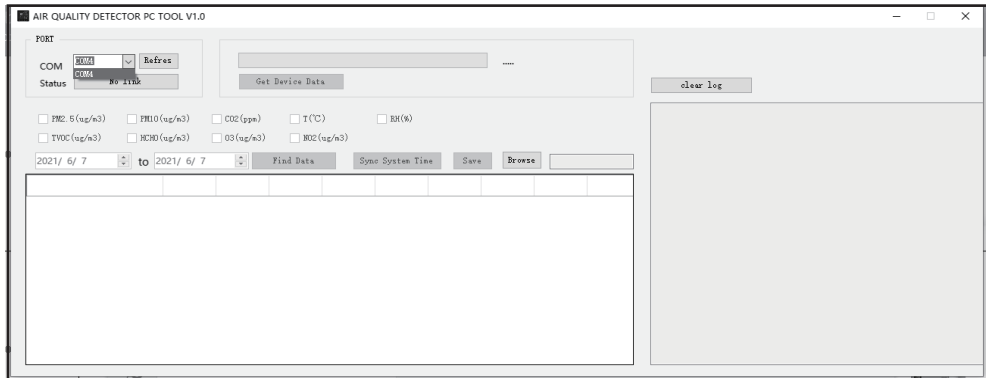 AIR QUALITY DETECTOR PC TOOL V1.0
PORT
COM COM4 Refres
COM4
Status No link
.....
Get Device Data
clear log
PM2.5(ug/m3) PM10(ug/m3) CO2(ppm) T(℃) RH(%)
TVOC(ug/m3) HCHO(ug/m3) O3(ug/m3) NO2(ug/m3)
2021/ 6/ 7 to 2021/ 6/ 7 Find Data Sync System Time Save Browse